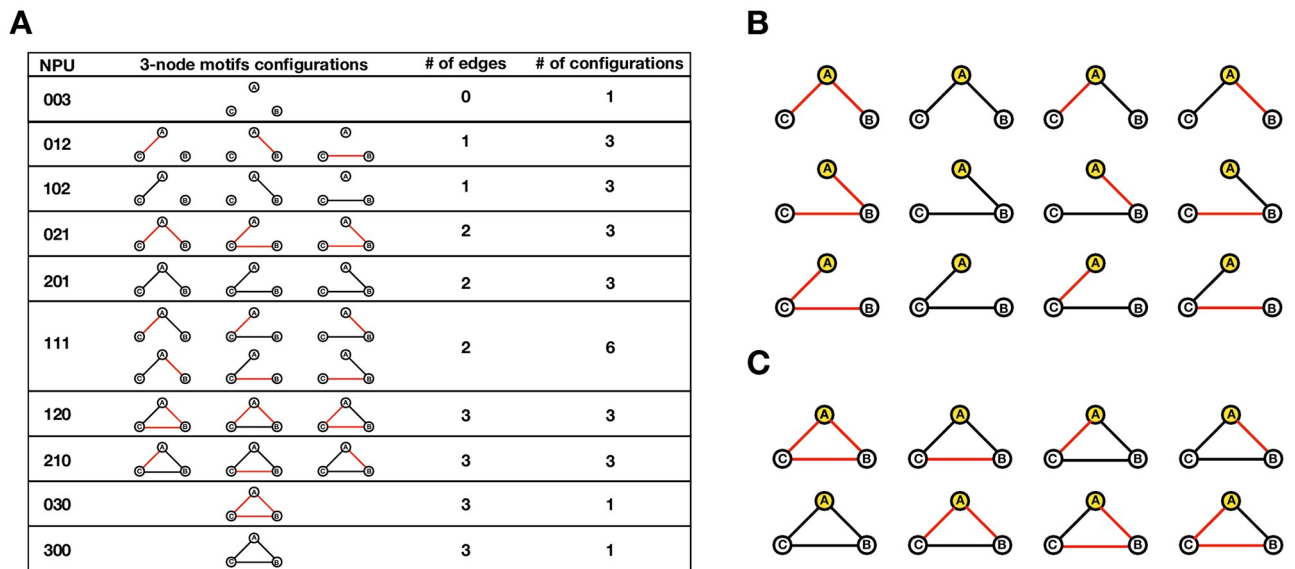 A
NPU 3-node motifs configurations # of edges # of configurations
A
003 0 1
C B
A A A
012 1 3
C B C B C B
A A A
102 1 3
C B C B C B
A A A
021 2 3
C B C B C B
A A A
201 2 3
C B C B C B
A A A
C B C B C B
111 2 6
A A A
C B C B C B
A A A
120 3 3
C B C B C B
A A A
210 3 3
C B C B C B
A
030 3 1
C B
A
300 3 1
C B
B
A A A A
C B C B C B C B
A A A A
C B C B C B C B
A A A A
C B C B C B C B
C
A A A A
C B C B C B C B
A A A A
C B C B C B C B